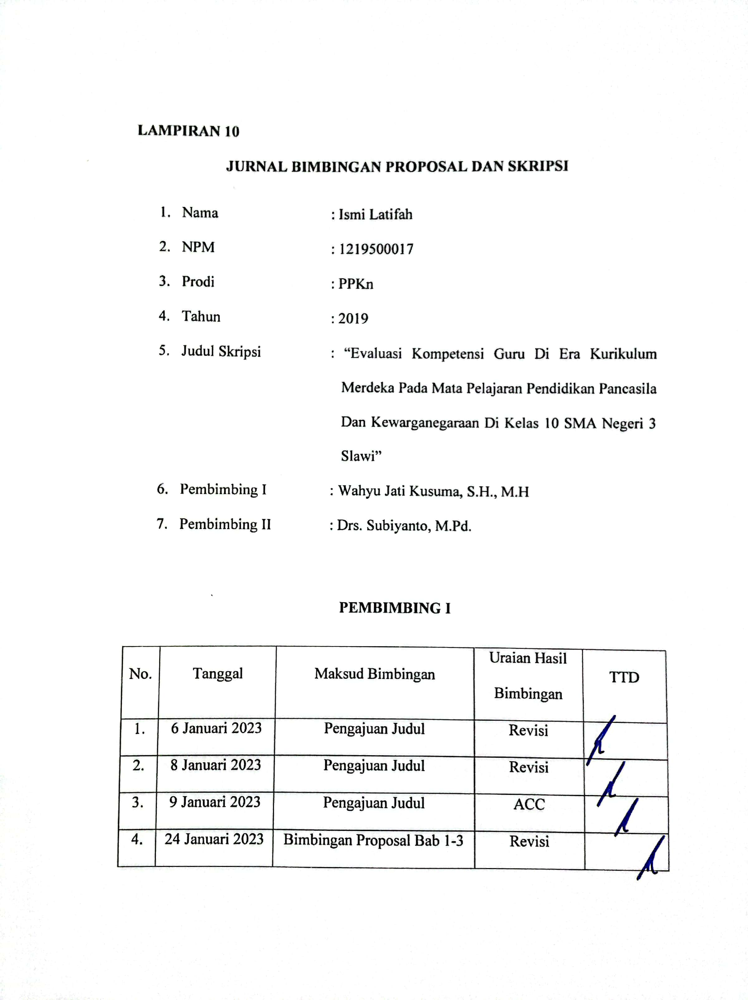 LAMPIRAN 10
JURNAL BIMBINGAN PROPOSAL DAN SKRIPSI
1. Nama : Ismi Latifah
2. NPM : 1219500017
3. Prodi : PPKn
4. Tahun : 2019
5. Judul Skripsi : “Evaluasi Kompetensi Guru Di Era Kurikulum
Merdeka Pada Mata Pelajaran Pendidikan Pancasila
Dan Kewarganegaraan Di Kelas 10 SMA Negeri 3
Slawi”
6. Pembimbing I : Wahyu Jati Kusuma, S.H., M.H
7. Pembimbing II : Drs. Subiyanto, M.Pd.
PEMBIMBING I
No. Tanggal Maksud Bimbingan Uraian Hasil Bimbingan TTD
1. 6 Januari 2023 Pengajuan Judul Revisi
2. 8 Januari 2023 Pengajuan Judul Revisi
3. 9 Januari 2023 Pengajuan Judul ACC
4. 24 Januari 2023 Bimbingan Proposal Bab 1-3 Revisi